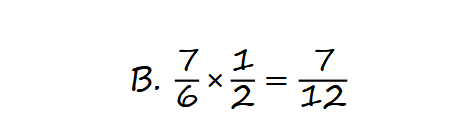 B. 7/6 × 1/2 = 7/12